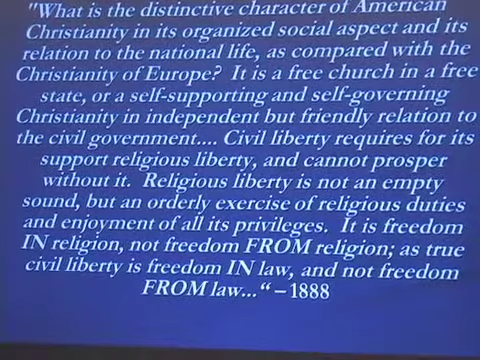 "What is the distinctive character of American
Christianity in its organized social aspect and its
relation to the national life, as compared with the
Christianity of Europe? It is a free church in a free
state, or a self-supporting and self-governing
Christianity in independent but friendly relation to
the civil government.... Civil liberty requires for its
support religious liberty, and cannot prosper
without it. Religious liberty is not an empty
sound, but an orderly exercise of religious duties
and enjoyment of all its privileges. It is freedom
IN religion, not freedom FROM religion; as true
civil liberty is freedom IN law, and not freedom
FROM law..." – 1888